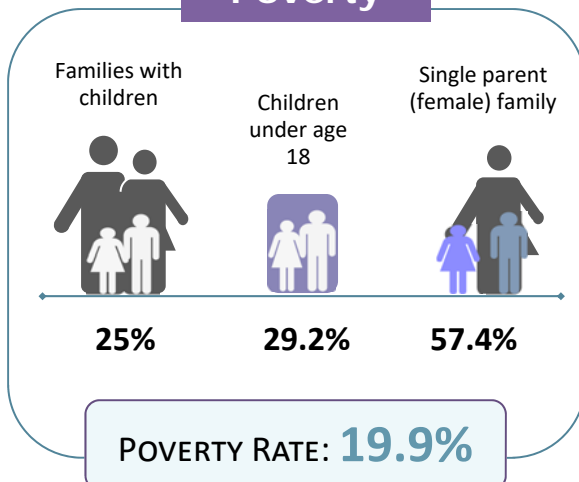 Poverty
Families with
children
Children
under age
18
Single parent
(female) family
25%
29.2%
57.4%
POVERTY RATE: 19.9%